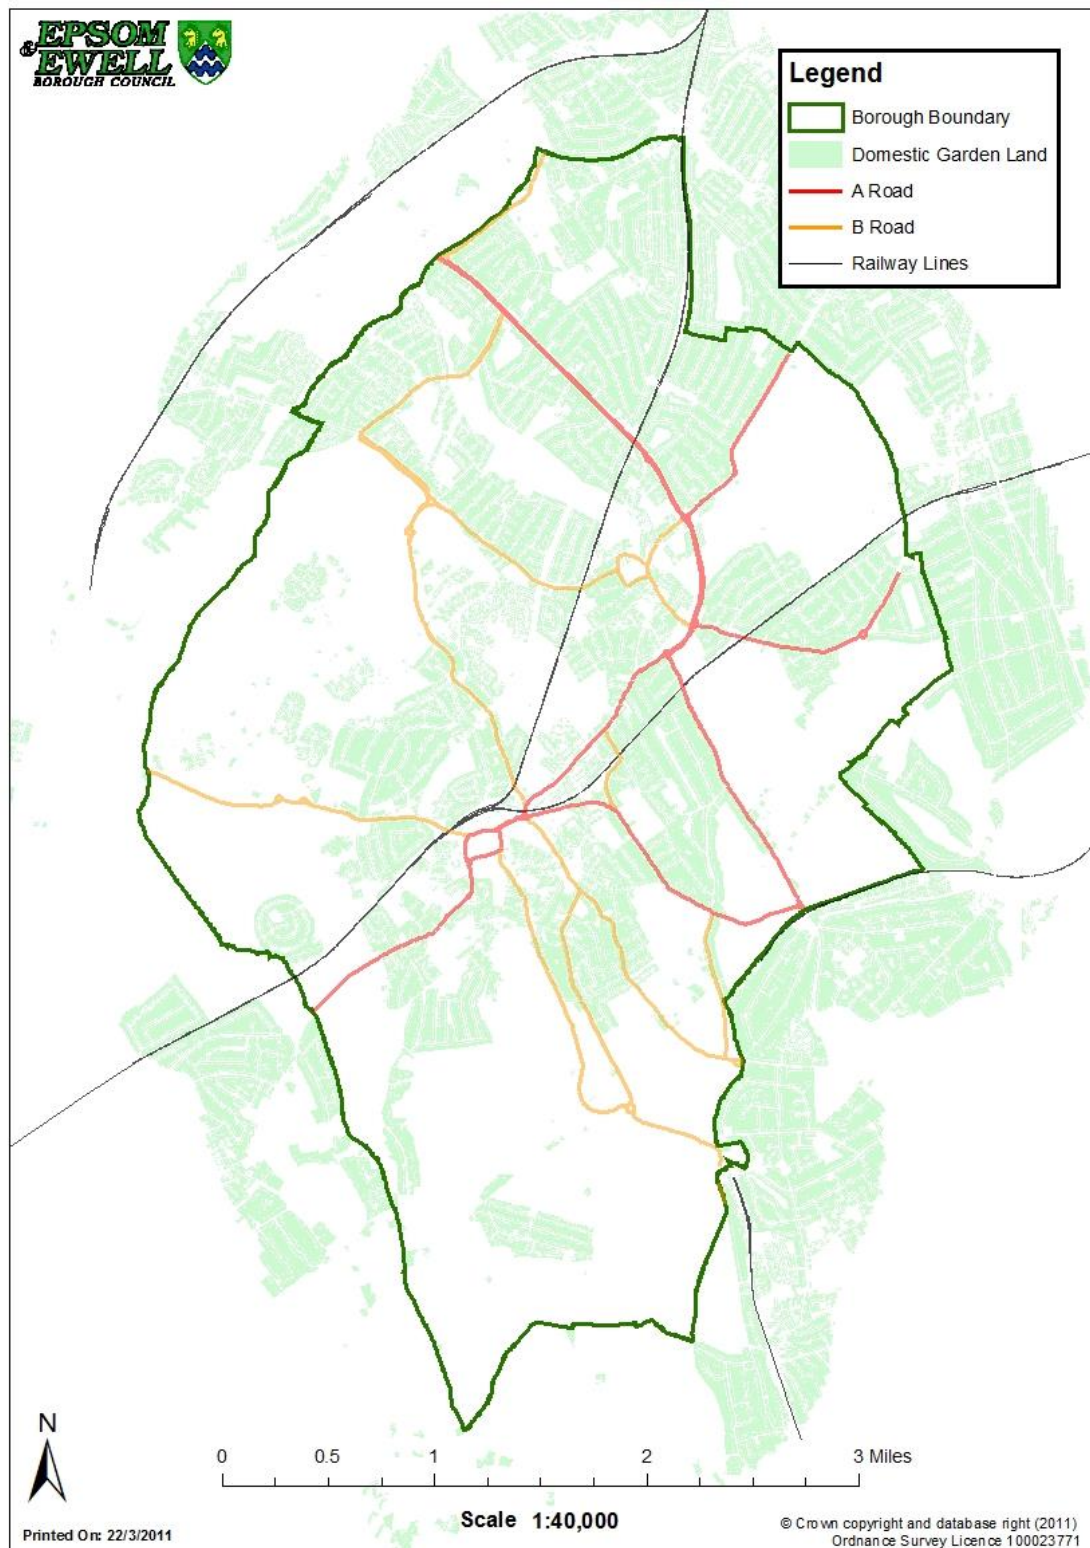 EPSOM
& EWELL
BOROUGH COUNCIL
Legend
Borough Boundary
Domestic Garden Land
A Road
B Road
Railway Lines
N
0 0.5 1 2 3 Miles
Scale 1:40,000
Printed On: 22/3/2011
© Crown copyright and database right (2011)
Ordnance Survey Licence 100023771